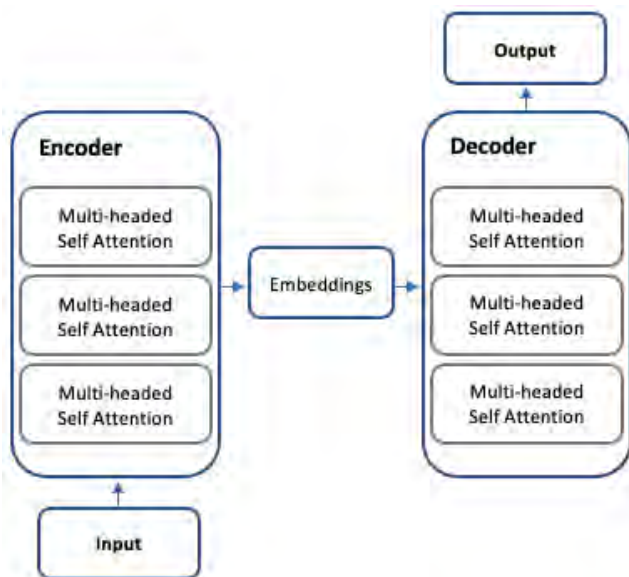 Output
Encoder
Multi-headed
Self Attention
Multi-headed
Self Attention
Multi-headed
Self Attention
Input
Embeddings
Decoder
Multi-headed
Self Attention
Multi-headed
Self Attention
Multi-headed
Self Attention